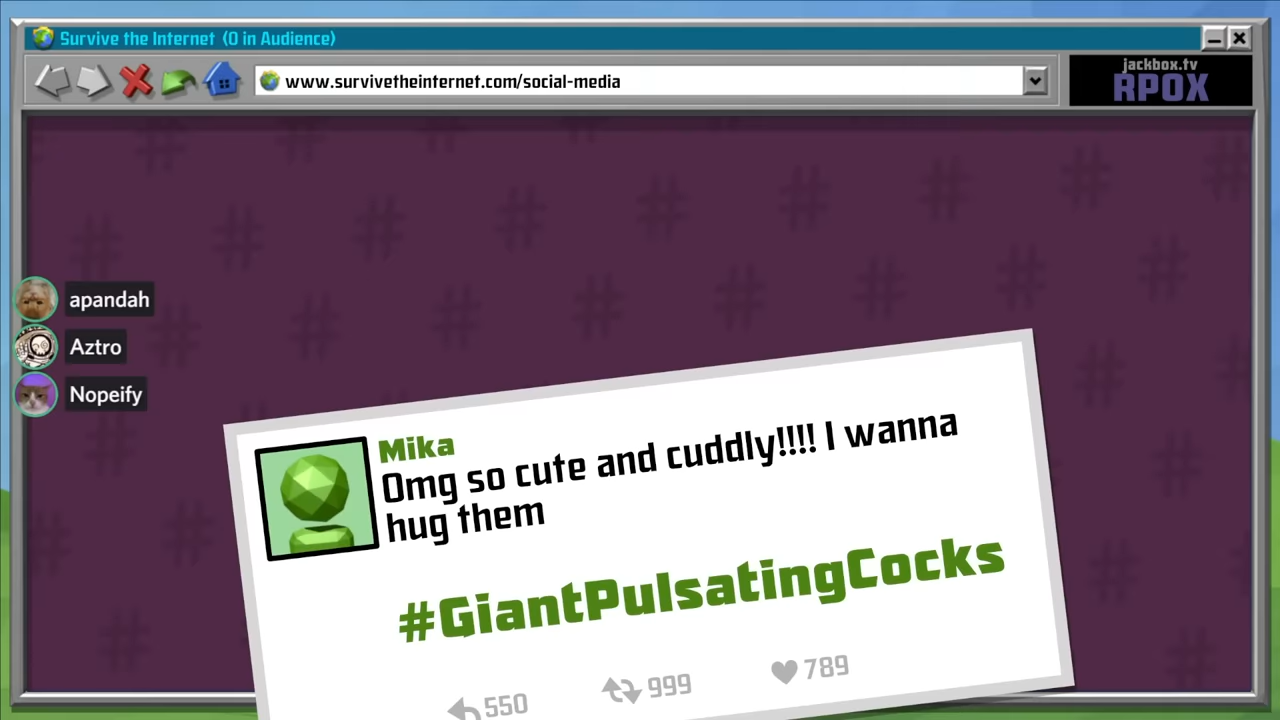 Survive the Internet (0 in Audience)
www.survivetheinternet.com/social-media
jackbox.tv
RPOX
apandah
Aztro
Nopeify
Mika
Omg so cute and cuddly!!!! I wanna
hug them
#GiantPulsatingCocks
550
999
789